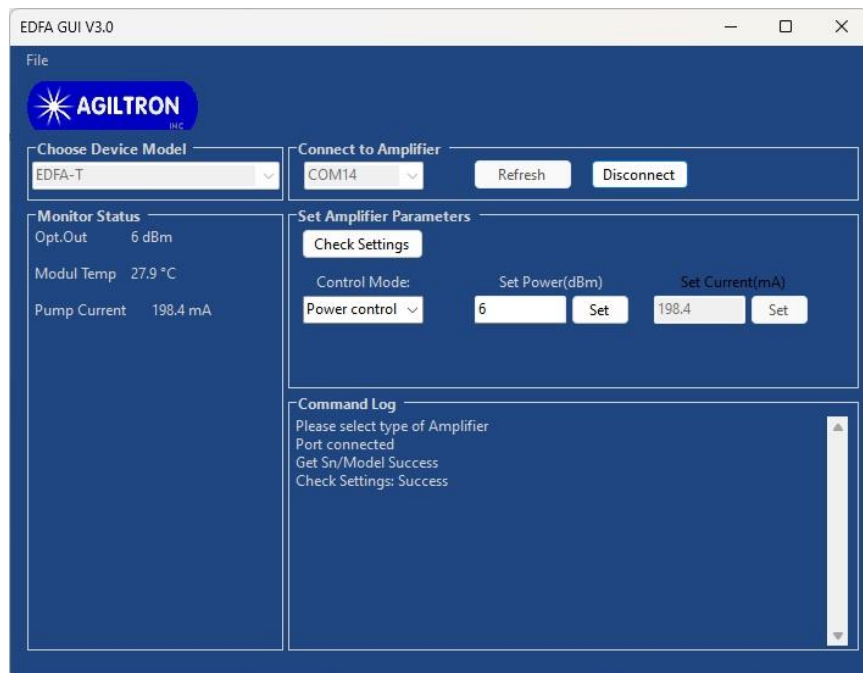 EDFA GUI V3.0
File
AGILTRON
INC
Choose Device Model
EDFA-T
Connect to Amplifier
COM14
Refresh
Disconnect
Monitor Status
Opt.Out 6 dBm
Modul Temp 27.9 °C
Pump Current 198.4 mA
Set Amplifier Parameters
Check Settings
Control Mode: Set Power(dBm) Set Current(mA)
Power control 6 Set 198.4 Set
Command Log
Please select type of Amplifier
Port connected
Get Sn/Model Success
Check Settings: Success